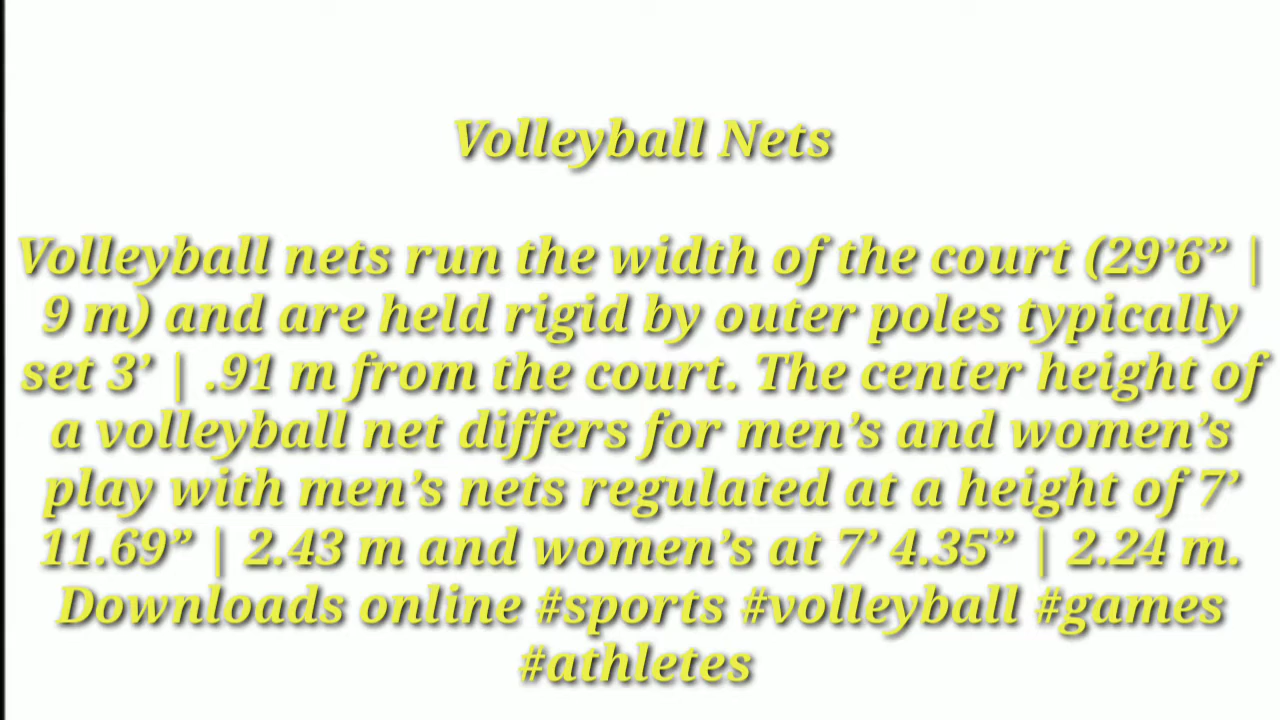 Volleyball Nets
Volleyball nets run the width of the court (29’6” |
9 m) and are held rigid by outer poles typically
set 3’ | .91 m from the court. The center height of
a volleyball net differs for men’s and women’s
play with men’s nets regulated at a height of 7’
11.69” | 2.43 m and women’s at 7’ 4.35” | 2.24 m.
Downloads online #sports #volleyball #games
#athletes